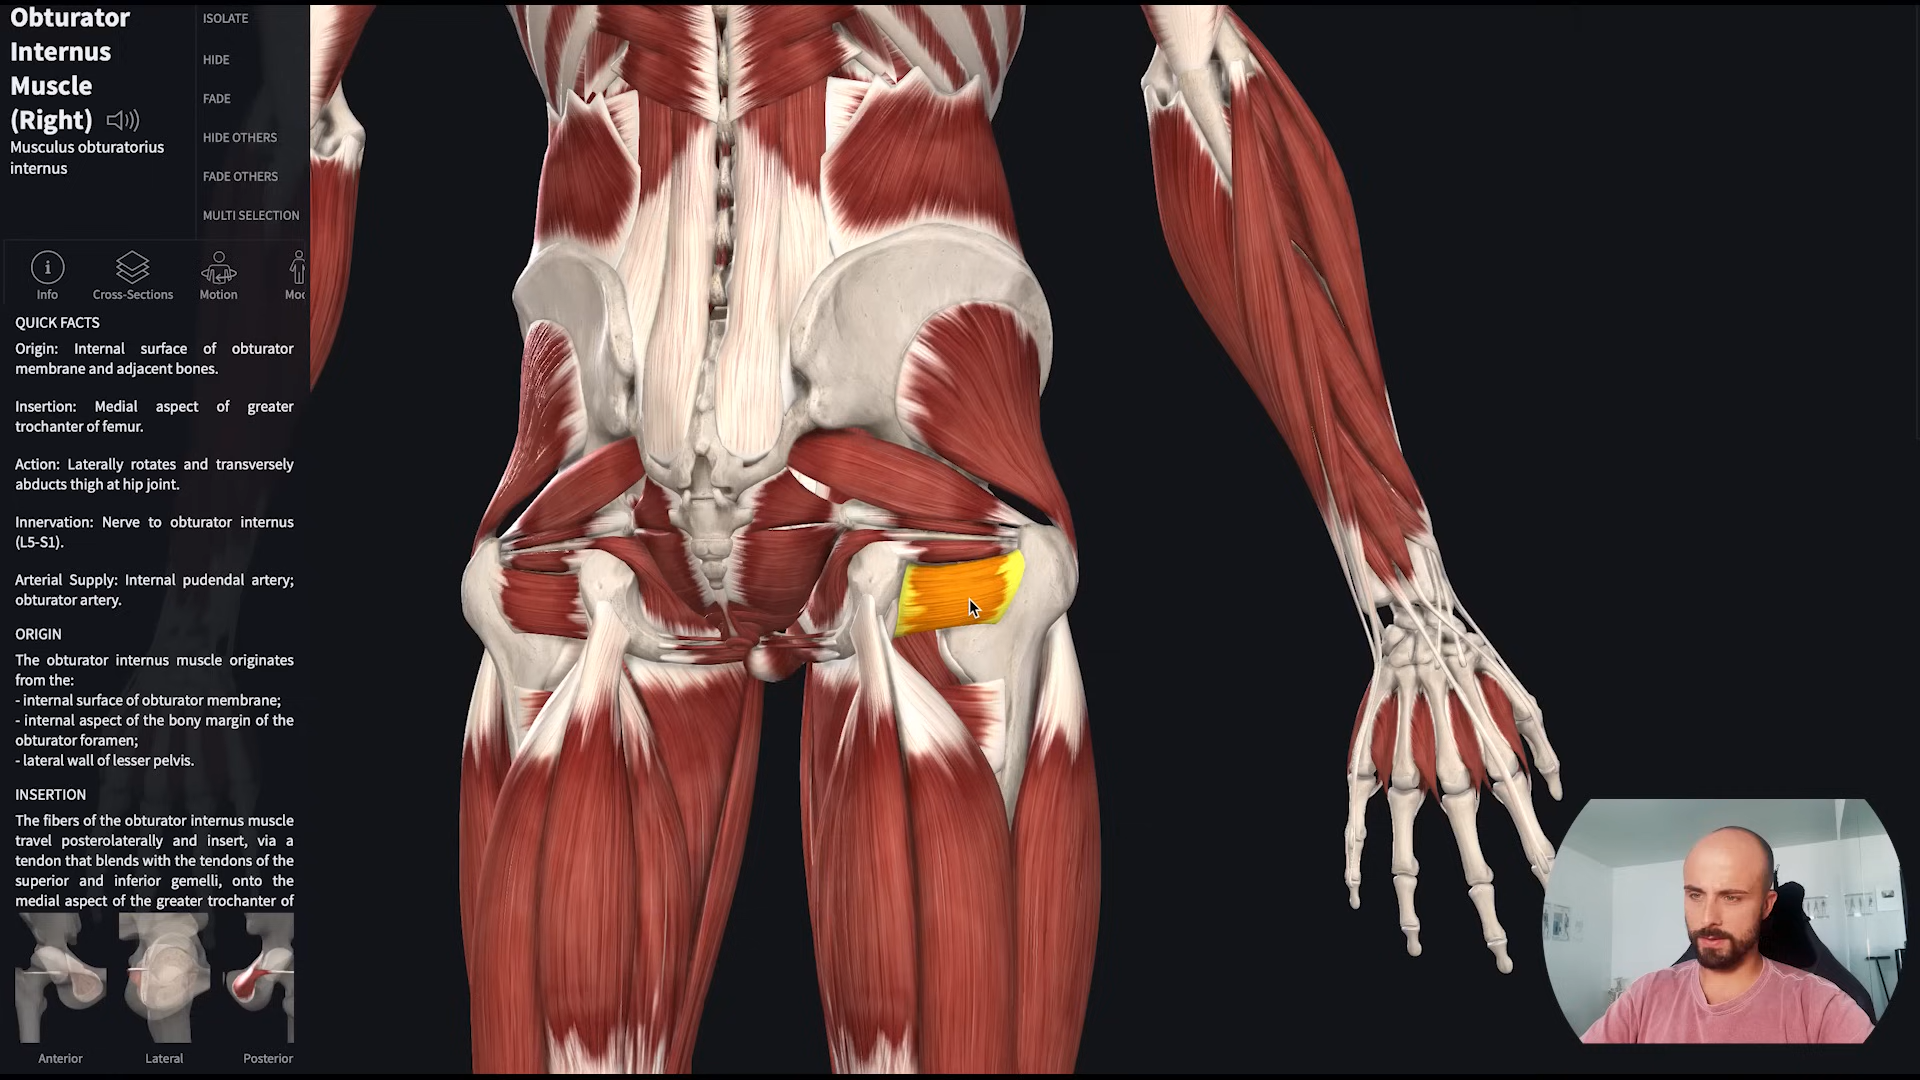 Obturator
Internus
Muscle
(Right)
Musculus obturatorius
internus
ISOLATE
HIDE
FADE
HIDE OTHERS
FADE OTHERS
MULTI SELECTION
Info
Cross-Sections
Motion
Moc
QUICK FACTS
Origin: Internal surface of obturator
membrane and adjacent bones.
Insertion: Medial aspect of greater
trochanter of femur.
Action: Laterally rotates and transversely
abducts thigh at hip joint.
Innervation: Nerve to obturator internus
(L5-S1).
Arterial Supply: Internal pudendal artery;
obturator artery.
ORIGIN
The obturator internus muscle originates
from the:
- internal surface of obturator membrane;
- internal aspect of the bony margin of the
obturator foramen;
- lateral wall of lesser pelvis.
INSERTION
The fibers of the obturator internus muscle
travel posterolaterally and insert, via a
tendon that blends with the tendons of the
superior and inferior gemelli, onto the
medial aspect of the greater trochanter of
Anterior
Lateral
Posterior